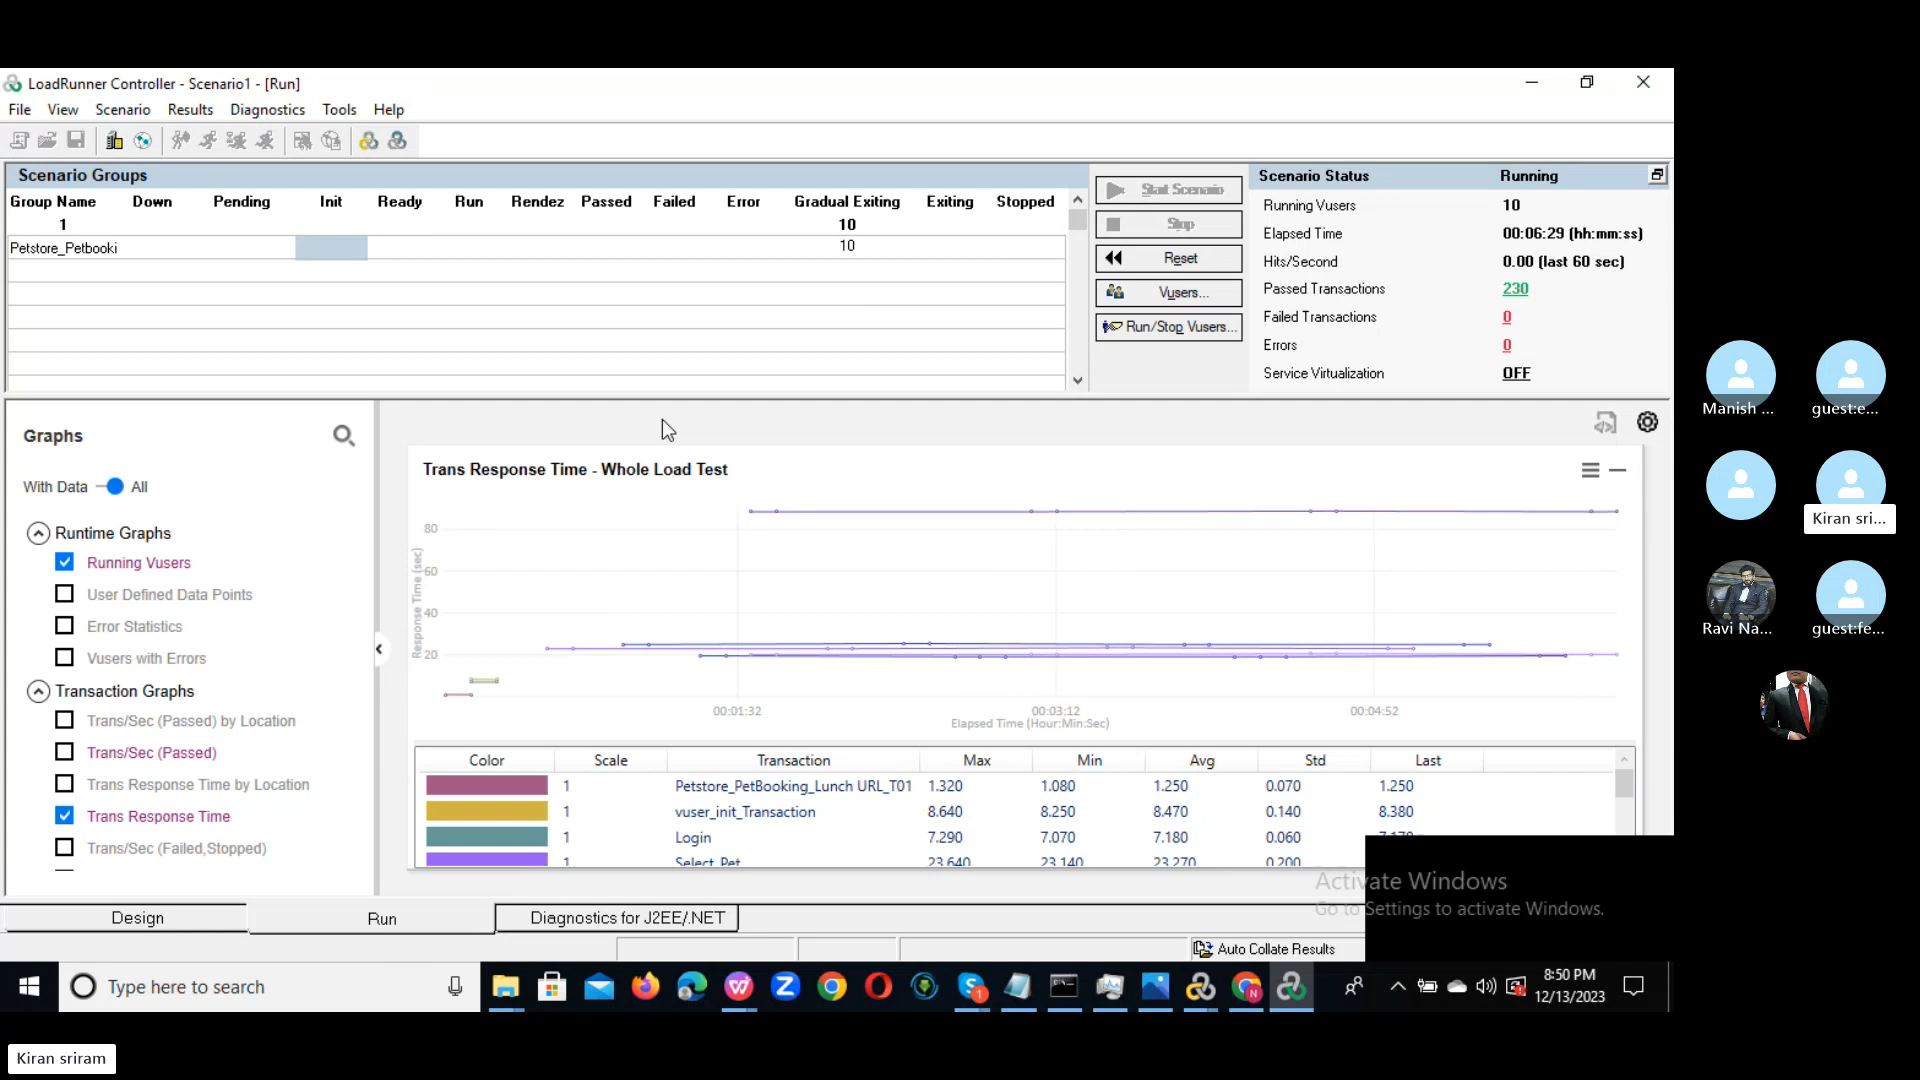 LoadRunner Controller - Scenario1 - [Run]
File View Scenario Results Diagnostics Tools Help
Scenario Groups
Group Name Down Pending Init Ready Run Rendez Passed Failed Error Gradual Exiting Exiting Stopped
1 10
Petstore_Petbooki 10
Start Scenario
Stop
Reset
Vusers...
Run/Stop Vusers...
Scenario Status Running
Running Vusers 10
Elapsed Time 00:06:29 (hh:mm:ss)
Hits/Second 0.00 (last 60 sec)
Passed Transactions 230
Failed Transactions 0
Errors 0
Service Virtualization OFF
Graphs
With Data All
Runtime Graphs
Running Vusers
User Defined Data Points
Error Statistics
Vusers with Errors
Transaction Graphs
Trans/Sec (Passed) by Location
Trans/Sec (Passed)
Trans Response Time by Location
Trans Response Time
Trans/Sec (Failed,Stopped)
Trans Response Time - Whole Load Test
Response Time (sec)
80
60
40
20
00:01:32 00:03:12 00:04:52
Elapsed Time (Hour:Min:Sec)
Color Scale Transaction Max Min Avg Std Last
1 Petstore_PetBooking_Lunch URL_T01 1.320 1.080 1.250 0.070 1.250
1 vuser_init_Transaction 8.640 8.250 8.470 0.140 8.380
1 Login 7.290 7.070 7.180 0.060
1 Select_Pet 23.640 23.140 23.270 0.200
Activate Windows
Go to Settings to activate Windows.
Design Run Diagnostics for J2EE/.NET
Auto Collate Results
Type here to search
8:50 PM
12/13/2023
Manish ...
guest:e...
Kiran sri...
Ravi Na...
guest:fe...
Kiran sriram